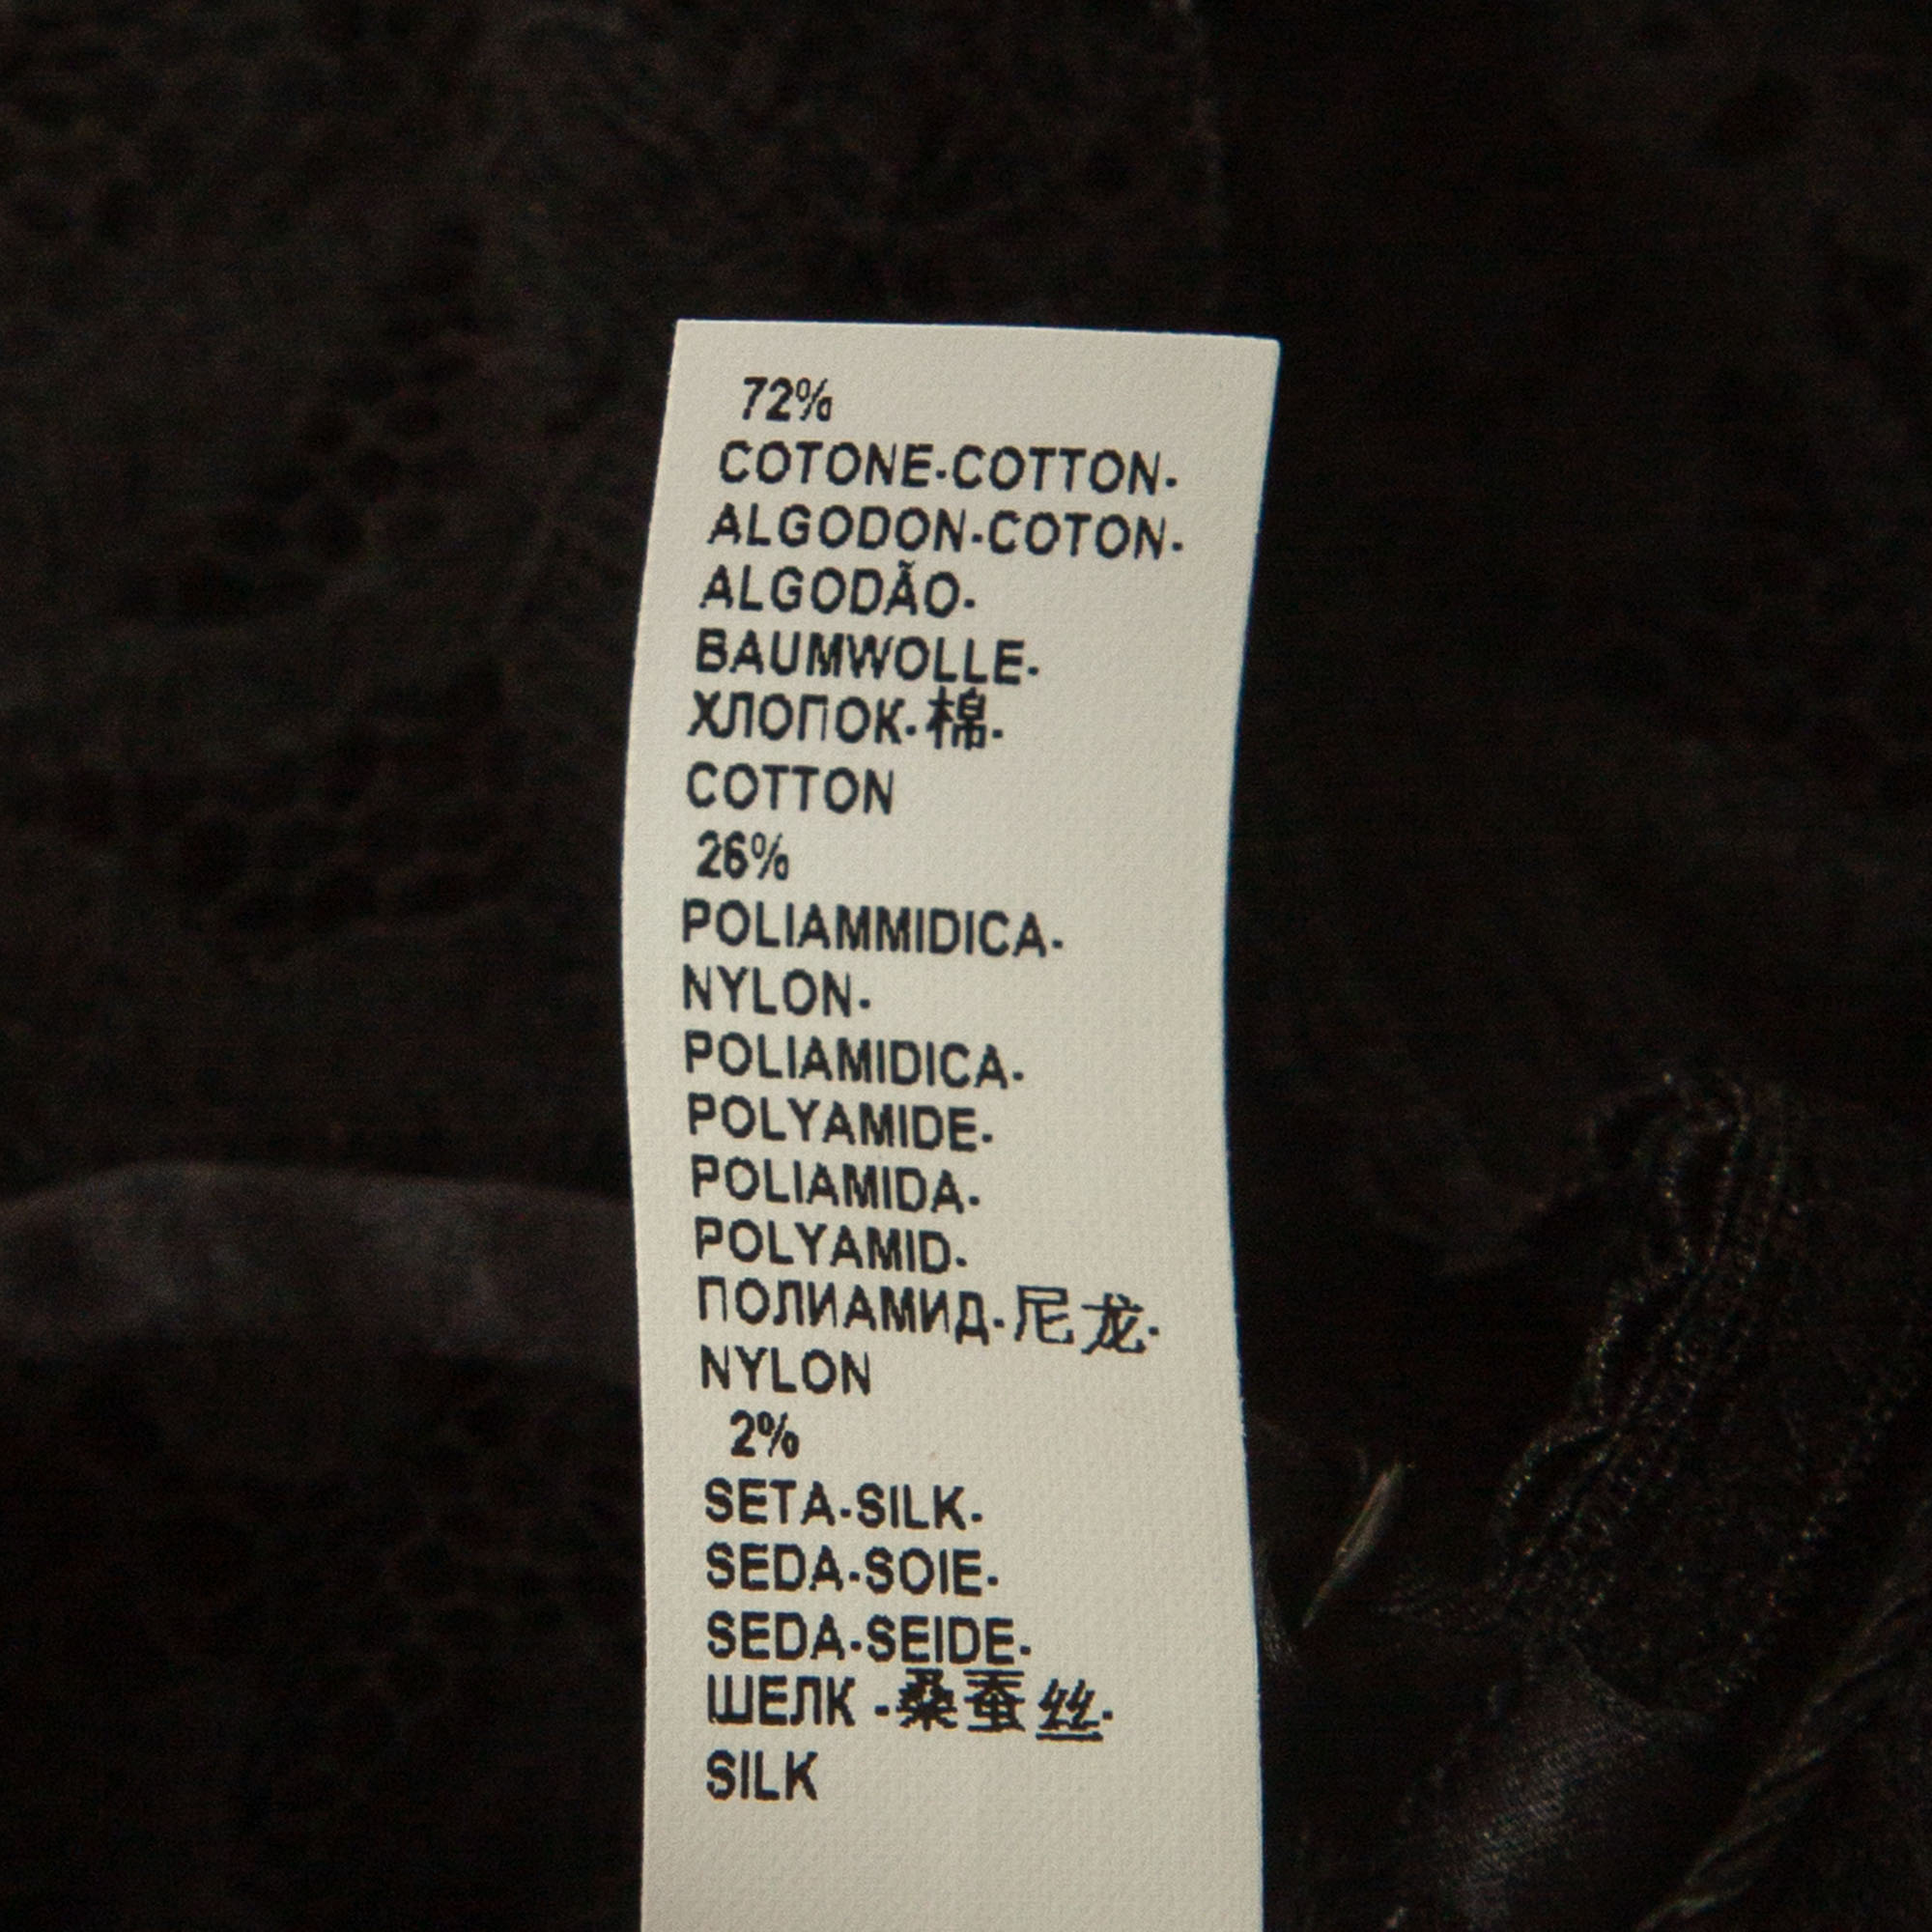 72%
COTONE-COTTON-
ALGODON-COTON-
ALGODÃO-
BAUMWOLLE-
ХЛОПОК-棉-
COTTON
26%
POLIAMMIDICA-
NYLON-
POLIAMIDICA-
POLYAMIDE-
POLIAMIDA-
POLYAMID-
ПОЛИАМИД-尼龙-
NYLON
2%
SETA-SILK-
SEDA-SOIE-
SEDA-SEIDE-
ШЕЛК -桑蚕丝-
SILK